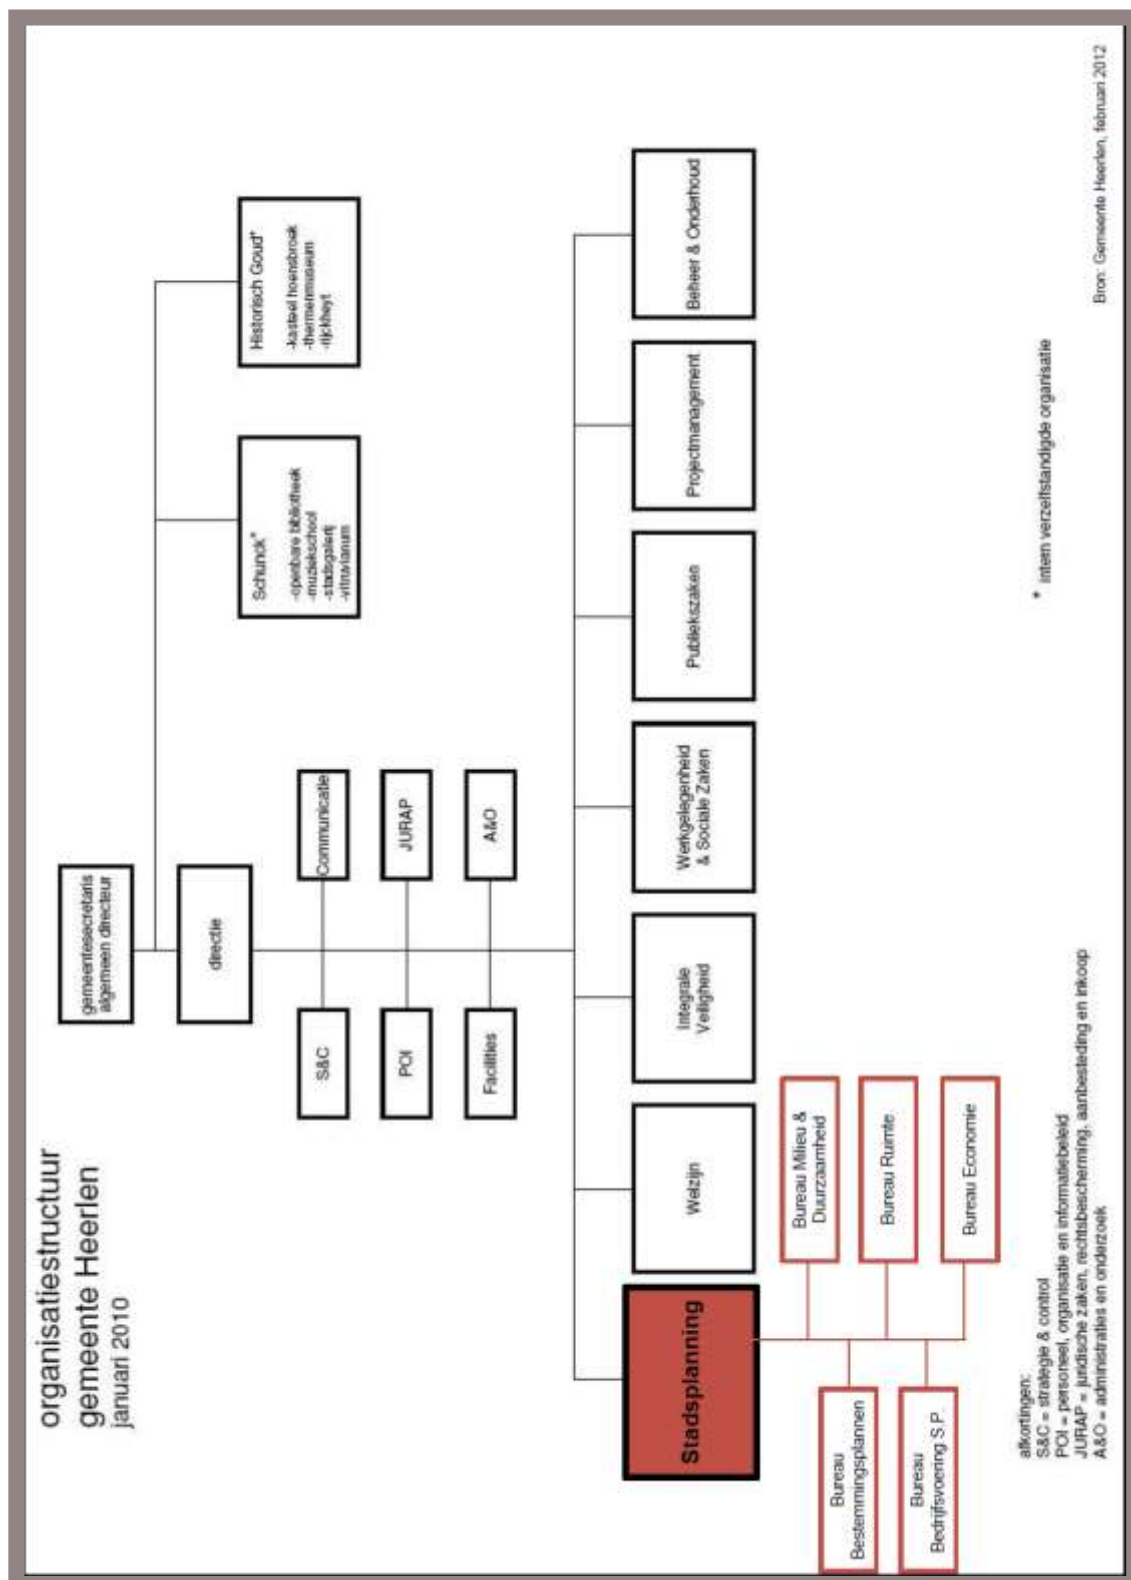 organisatiestructuur
gemeente Heerlen
januari 2010
gemeentesecretaris
algemeen directeur
directie
Schunck*
-openbare bibliotheek
-muziekschool
-stadsgalerij
-vitruvianum
Historisch Goud*
-kasteel hoensbroek
-thermenmuseum
-rijckheyt
S&C
Communicatie
POI
JURAP
Facilities
A&O
Stadsplanning
Welzijn
Integrale
Veiligheid
Werkgelegenheid
& Sociale Zaken
Publiekszaken
Projectmanagement
Beheer & Onderhoud
Bureau Milieu &
Duurzaamheid
Bureau
Bestemmingsplannen
Bureau Ruimte
Bureau
Bedrijfsvoering S.P.
Bureau Economie
afkortingen:
S&C = strategie & control
POI = personeel, organisatie en informatiebeleid
JURAP = juridische zaken, rechtsbescherming, aanbesteding en inkoop
A&O = administraties en onderzoek
* intern verzelfstandigde organisatie
Bron: Gemeente Heerlen, februari 2012